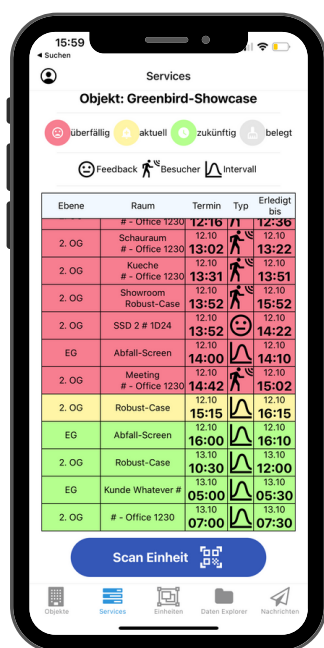 15:59
◂ Suchen
Services
Objekt: Greenbird-Showcase
überfällig aktuell zukünftig belegt
Feedback Besucher Intervall
Ebene Raum Termin Typ Erledigt bis
# - Office 1230 12:16 12:36
2. OG Schauraum # - Office 1230 12.10 13:02 12.10 13:22
2. OG Kueche # - Office 1230 12.10 13:31 12.10 13:51
2. OG Showroom Robust-Case 12.10 13:52 12.10 15:52
2. OG SSD 2 # 1D24 12.10 13:52 12.10 14:22
EG Abfall-Screen 12.10 14:00 12.10 14:10
2. OG Meeting # - Office 1230 12.10 14:42 12.10 15:02
2. OG Robust-Case 12.10 15:15 12.10 16:15
EG Abfall-Screen 12.10 16:00 12.10 16:10
2. OG Robust-Case 13.10 10:30 13.10 12:00
EG Kunde Whatever # 13.10 05:00 13.10 05:30
2. OG # - Office 1230 13.10 07:00 13.10 07:30
Scan Einheit
Objekte Services Einheiten Daten Explorer Nachrichten